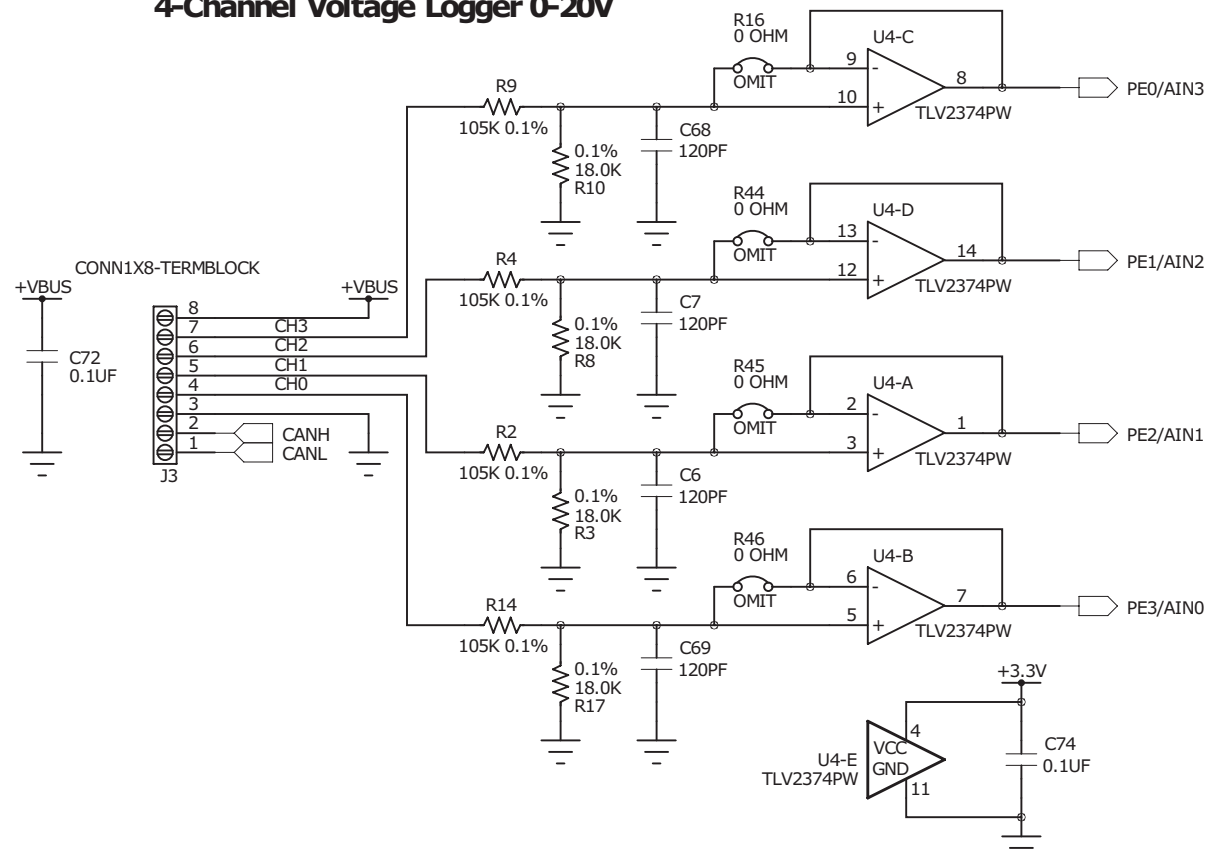 4-Channel Voltage Logger 0-20V
R16
0 OHM
OMIT
U4-C
9
-
8
10
+
TLV2374PW
PE0/AIN3
R9
105K 0.1%
0.1%
18.0K
R10
C68
120PF
R44
0 OHM
OMIT
U4-D
13
-
14
12
+
TLV2374PW
PE1/AIN2
R4
105K 0.1%
0.1%
18.0K
R8
C7
120PF
CONN1X8-TERMBLOCK
+VBUS
+VBUS
C72
0.1UF
8
7
CH3
6
CH2
5
CH1
4
CH0
3
2
CANH
1
CANL
J3
R45
0 OHM
OMIT
U4-A
2
-
1
3
+
TLV2374PW
PE2/AIN1
R2
105K 0.1%
0.1%
18.0K
R3
C6
120PF
R46
0 OHM
OMIT
U4-B
6
-
7
5
+
TLV2374PW
PE3/AIN0
R14
105K 0.1%
0.1%
18.0K
R17
C69
120PF
+3.3V
4
VCC
GND
11
U4-E
TLV2374PW
C74
0.1UF